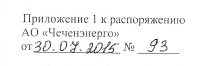 Приложение 1 к распоряжению
АО «Чеченэнерго»
от 30.07.2015 № 93